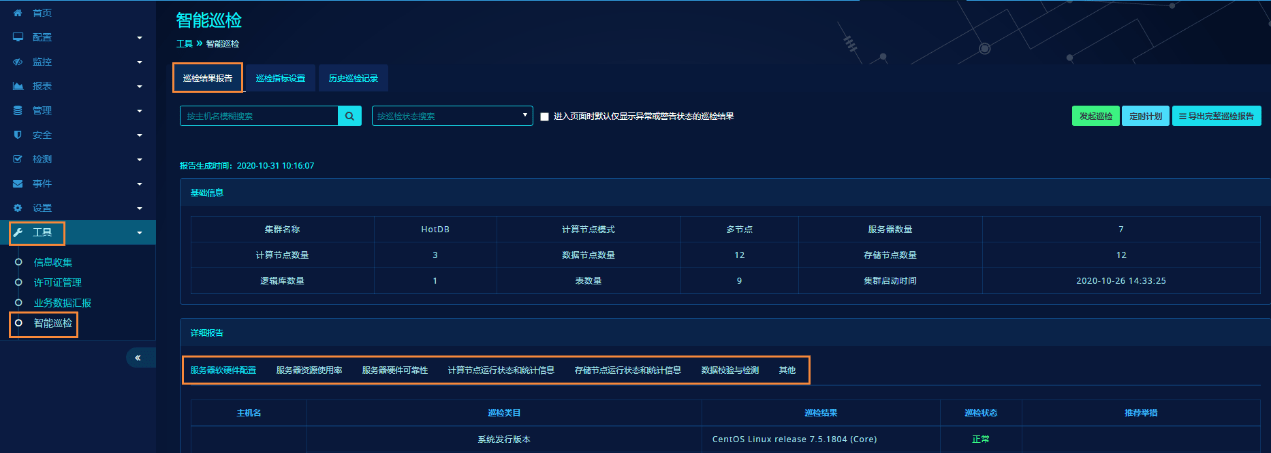 首页
配置
监控
报表
管理
安全
检测
事件
设置
工具
信息收集
许可证管理
业务数据汇报
智能巡检
«
智能巡检
工具 » 智能巡检
巡检结果报告 巡检指标设置 历史巡检记录
按主机名模糊搜索 按巡检状态搜索 进入页面时默认仅显示异常或警告状态的巡检结果 发起巡检 定时计划 导出完整巡检报告
报告生成时间：2020-10-31 10:16:07
基础信息
集群名称 HotDB 计算节点模式 多节点 服务器数量 7
计算节点数量 3 数据节点数量 12 存储节点数量 12
逻辑库数量 1 表数量 9 集群启动时间 2020-10-26 14:33:25
详细报告
服务器软硬件配置 服务器资源使用率 服务器硬件可靠性 计算节点运行状态和统计信息 存储节点运行状态和统计信息 数据校验与检测 其他
主机名 巡检类目 巡检结果 巡检状态 推荐举措
系统发行版本 CentOS Linux release 7.5.1804 (Core) 正常